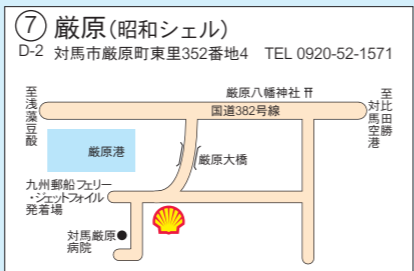 ⑦ 厳原(昭和シェル)
D-2 対馬市厳原町東里352番地4 TEL 0920-52-1571
至浅藻豆酘
厳原八幡神社
国道382号線
至比田勝 対馬空港
厳原港
厳原大橋
九州郵船フェリー
・ジェットフォイル
発着場
対馬厳原
病院